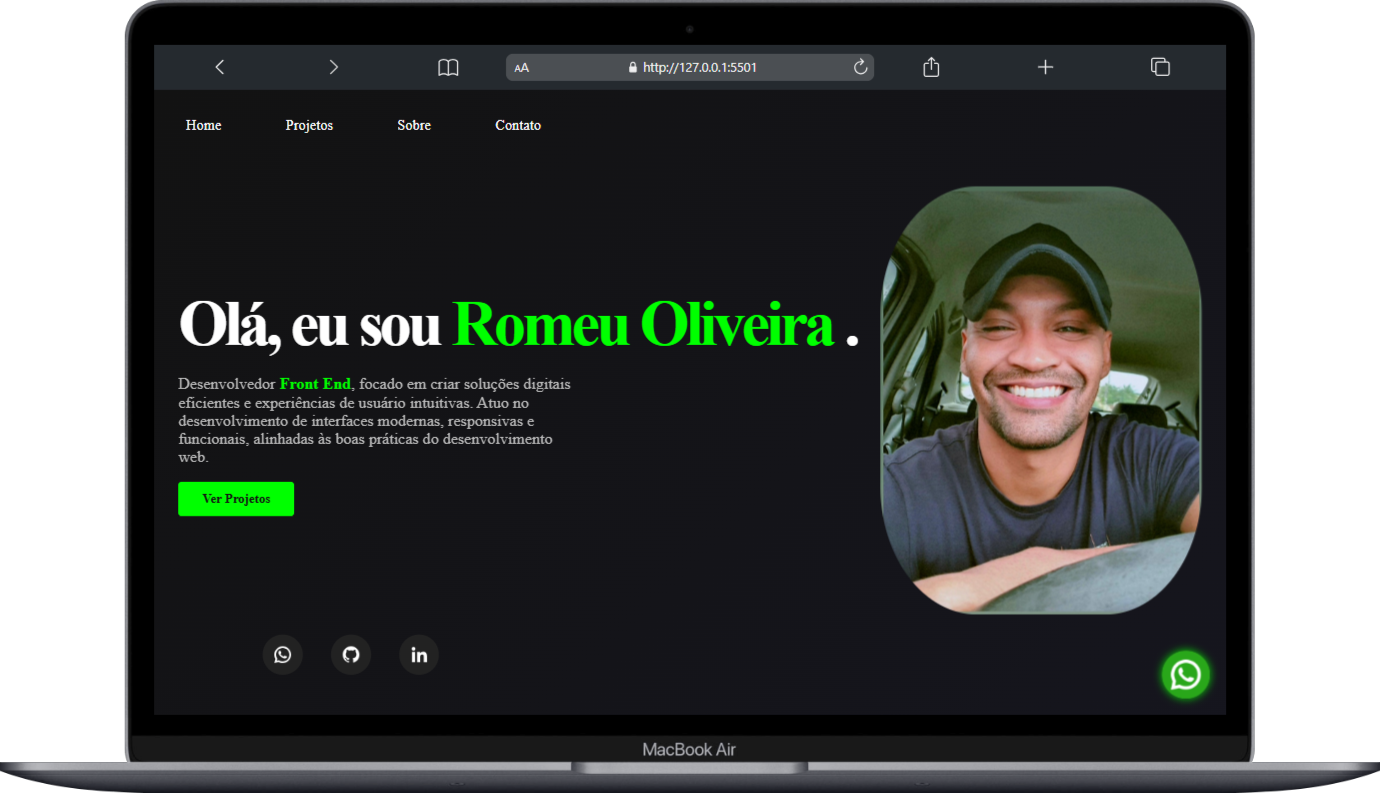 AA
http://127.0.0.1:5501
Home Projetos Sobre Contato
Olá, eu sou Romeu Oliveira .
Desenvolvedor Front End, focado em criar soluções digitais
eficientes e experiências de usuário intuitivas. Atuo no
desenvolvimento de interfaces modernas, responsivas e
funcionais, alinhadas às boas práticas do desenvolvimento
web.
Ver Projetos
in
MacBook Air